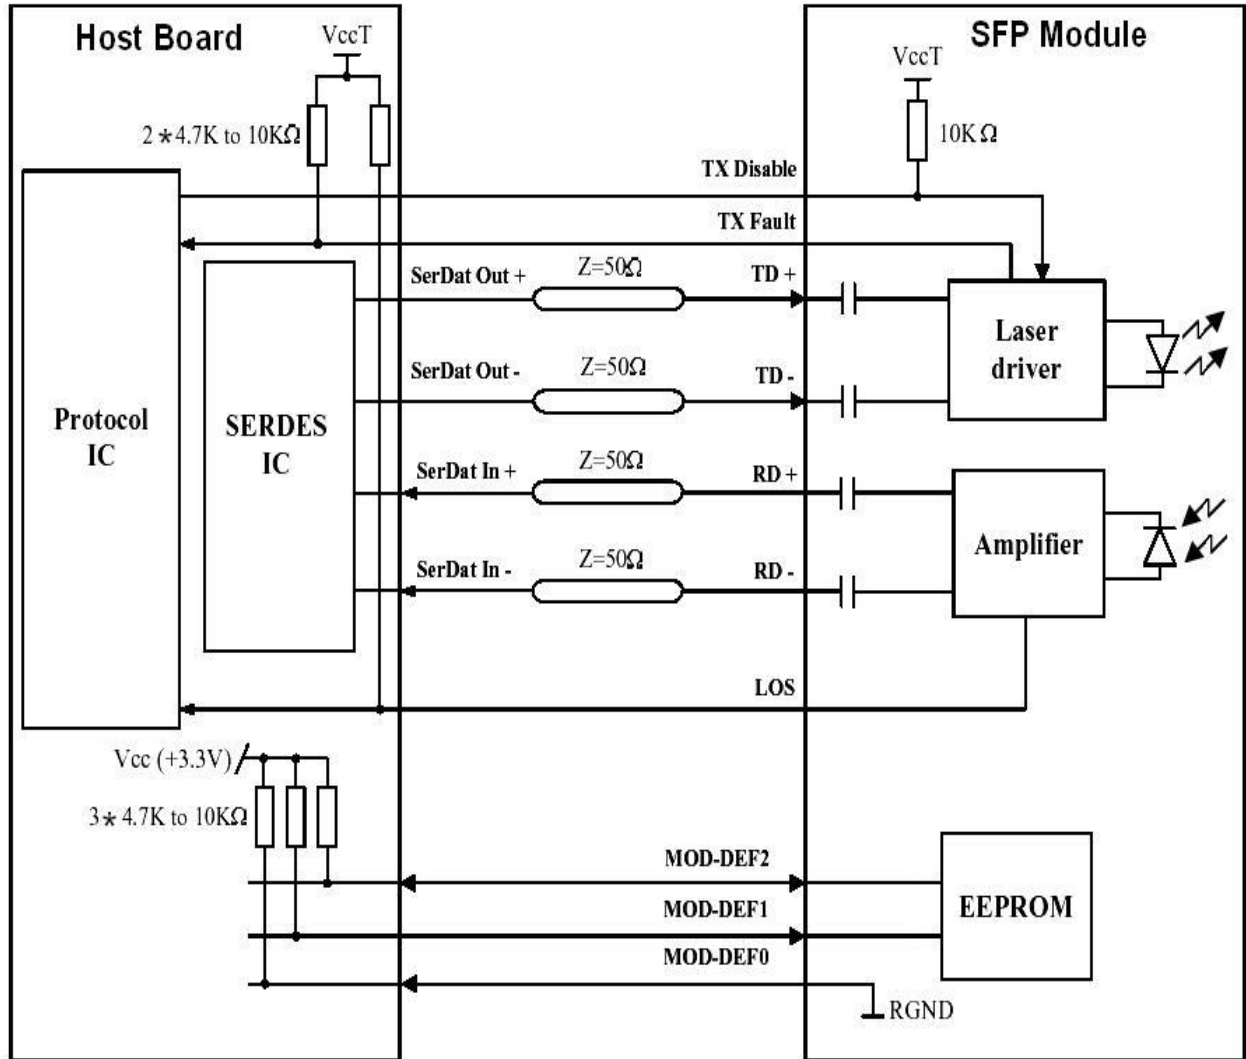 Host Board
SFP Module
VccT
VccT
2*4.7K to 10KΩ
10KΩ
TX Disable
TX Fault
SerDat Out +
Z=50Ω
TD +
Laser
driver
SerDat Out -
Z=50Ω
TD -
Protocol
IC
SERDES
IC
SerDat In +
Z=50Ω
RD +
Amplifier
SerDat In -
Z=50Ω
RD -
LOS
Vcc (+3.3V)
3*4.7K to 10KΩ
MOD-DEF2
MOD-DEF1
EEPROM
MOD-DEF0
RGND